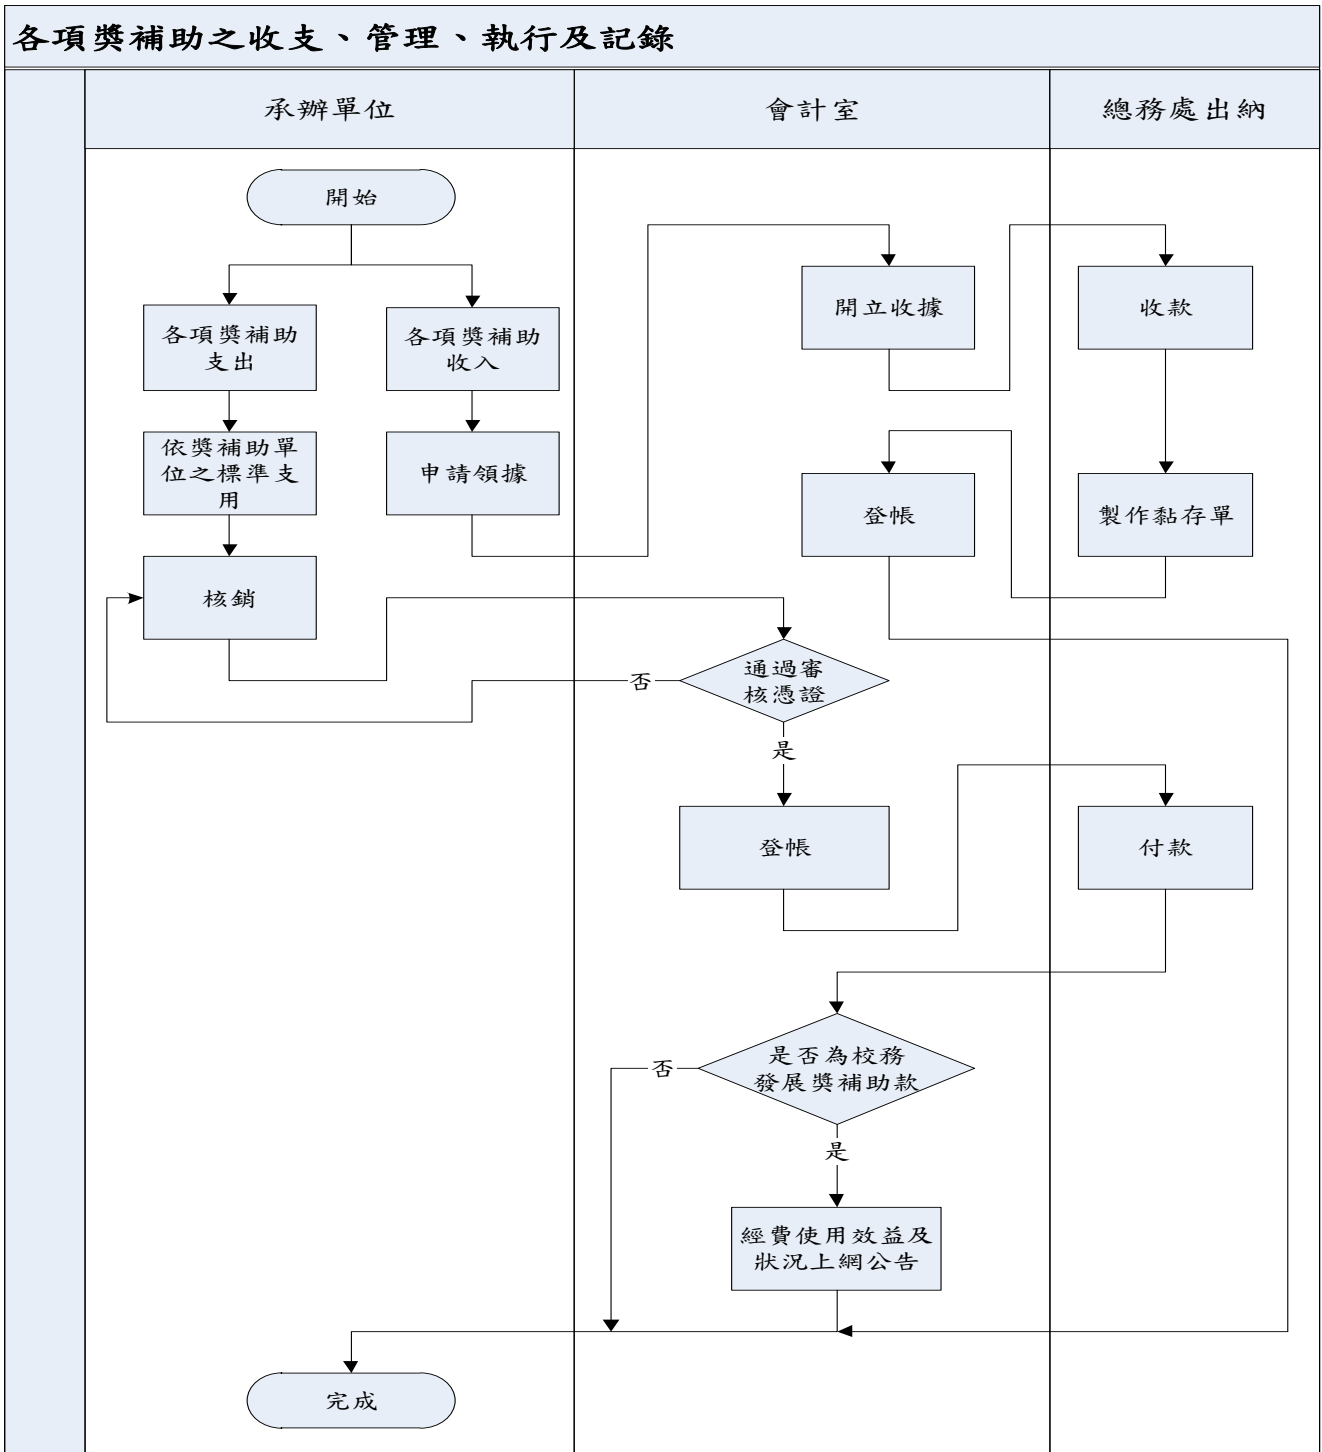 各項獎補助之收支、管理、執行及記錄
承辦單位
會計室
總務處出納
開始
各項獎補助
支出
各項獎補助
收入
開立收據
收款
依獎補助單
位之標準支
用
申請領據
登帳
製作黏存單
核銷
通過審
核憑證
否
是
登帳
付款
是否為校務
發展獎補助款
否
是
經費使用效益及
狀況上網公告
完成